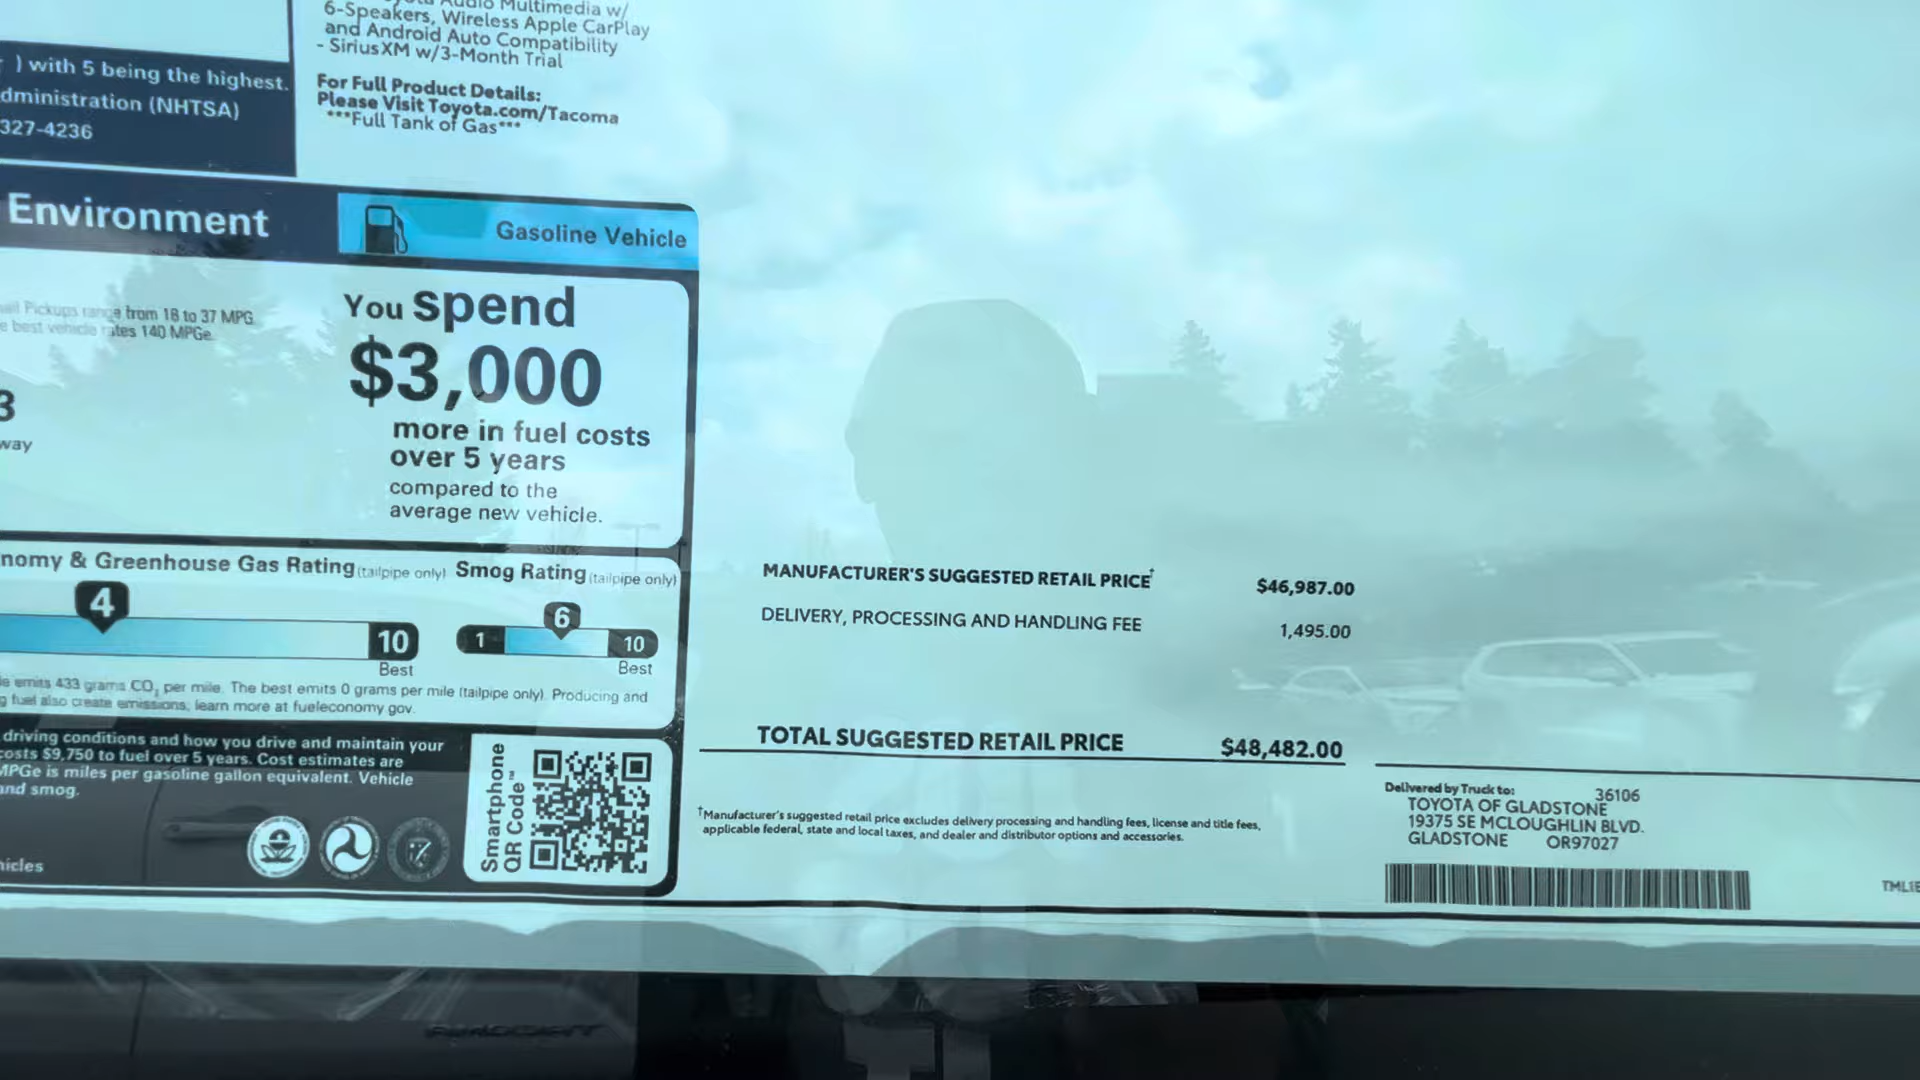 Audio Multimedia w/
6-Speakers, Wireless Apple CarPlay
and Android Auto Compatibility
- SiriusXM w/3-Month Trial
For Full Product Details:
Please Visit Toyota.com/Tacoma
***Full Tank of Gas***
) with 5 being the highest.
dministration (NHTSA)
327-4236
Environment
Gasoline Vehicle
Pickups range from 18 to 37 MPG
best vehicle rates 140 MPGe.
3
way
You spend
$3,000
more in fuel costs
over 5 years
compared to the
average new vehicle.
nomy & Greenhouse Gas Rating (tailpipe only)
4
10
Best
Smog Rating (tailpipe only)
6
1
10
Best
emits 433 grams CO2 per mile. The best emits 0 grams per mile (tailpipe only). Producing and
fuel also create emissions; learn more at fueleconomy.gov.
driving conditions and how you drive and maintain your
costs $9,750 to fuel over 5 years. Cost estimates are
MPGe is miles per gasoline gallon equivalent. Vehicle
and smog.
hicles
Smartphone
QR Code™
MANUFACTURER'S SUGGESTED RETAIL PRICE† $46,987.00
DELIVERY, PROCESSING AND HANDLING FEE 1,495.00
TOTAL SUGGESTED RETAIL PRICE $48,482.00
†Manufacturer's suggested retail price excludes delivery processing and handling fees, license and title fees,
applicable federal, state and local taxes, and dealer and distributor options and accessories.
Delivered by Truck to: 36106
TOYOTA OF GLADSTONE
19375 SE MCLOUGHLIN BLVD.
GLADSTONE OR97027
TML1E